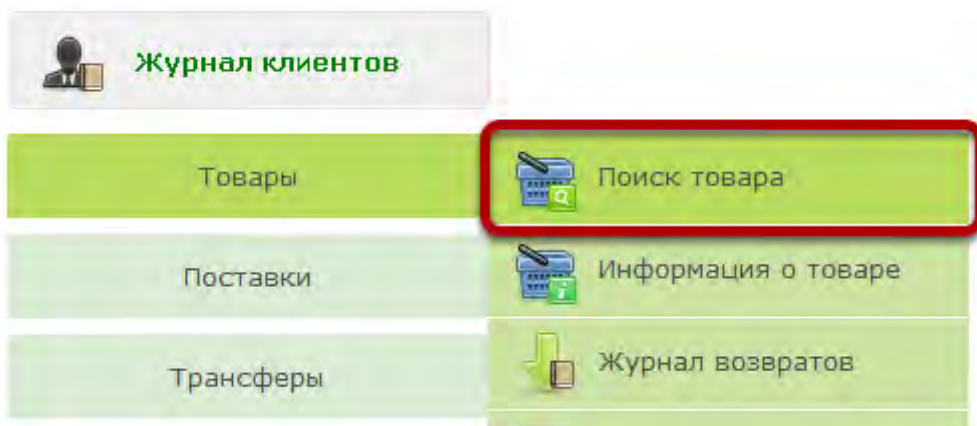 Журнал клиентов
Товары
Поиск товара
Поставки
Информация о товаре
Трансферы
Журнал возвратов